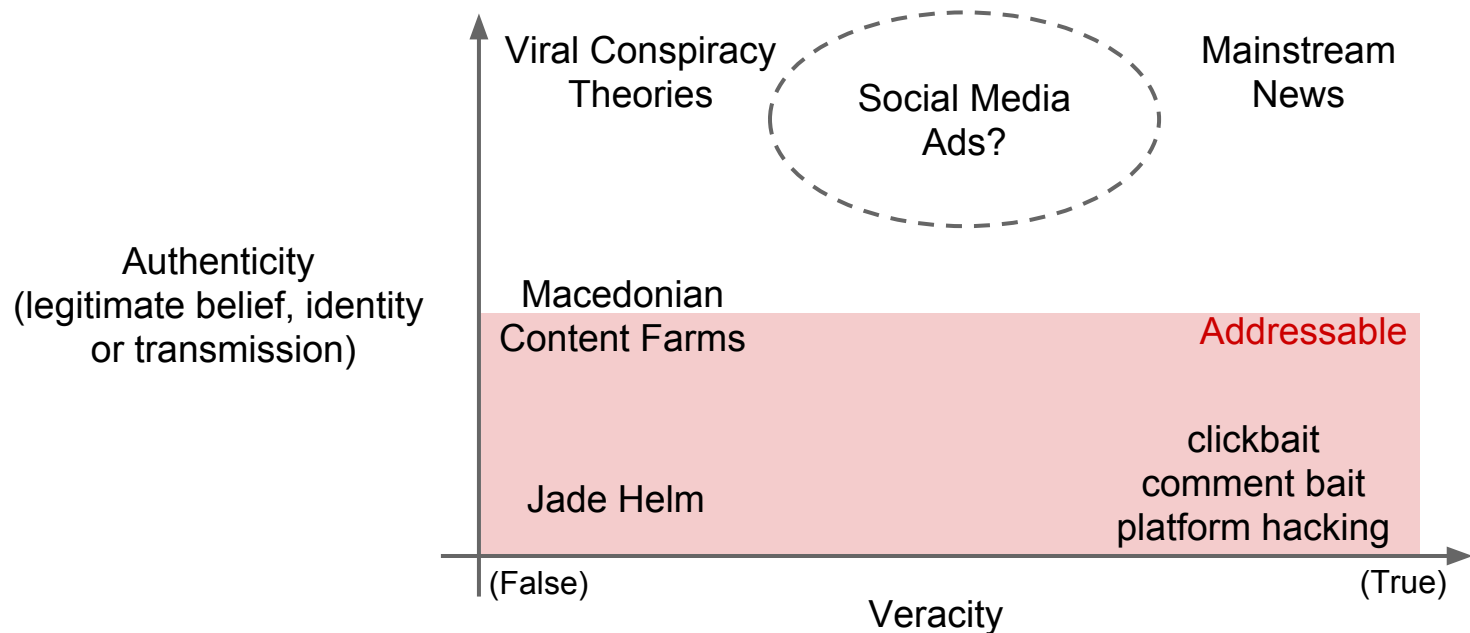 Viral Conspiracy
Theories
Social Media
Ads?
Mainstream
News
Authenticity
(legitimate belief, identity
or transmission)
Macedonian
Content Farms
Addressable
Jade Helm
clickbait
comment bait
platform hacking
(False)
(True)
Veracity